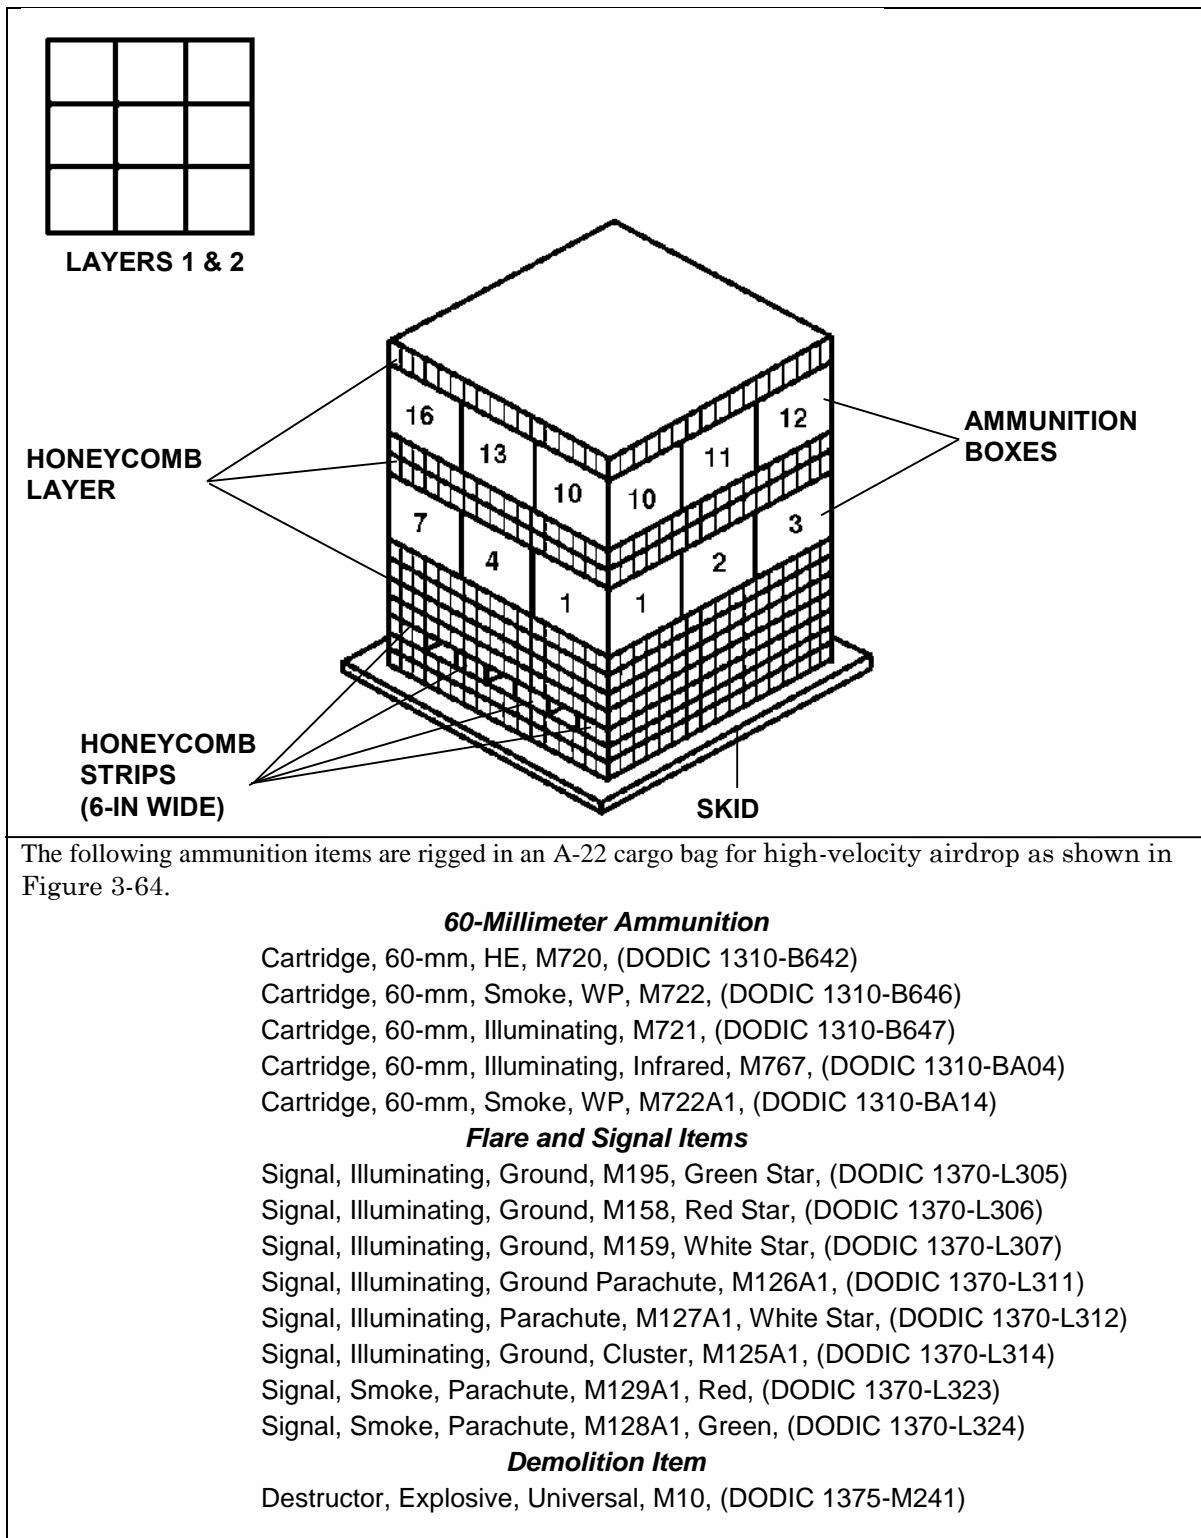 LAYERS 1 & 2
16
13
10
10
11
12
7
4
1
1
2
3
HONEYCOMB
LAYER
AMMUNITION
BOXES
HONEYCOMB
STRIPS
(6-IN WIDE)
SKID
The following ammunition items are rigged in an A-22 cargo bag for high-velocity airdrop as shown in
Figure 3-64.
60-Millimeter Ammunition
Cartridge, 60-mm, HE, M720, (DODIC 1310-B642)
Cartridge, 60-mm, Smoke, WP, M722, (DODIC 1310-B646)
Cartridge, 60-mm, Illuminating, M721, (DODIC 1310-B647)
Cartridge, 60-mm, Illuminating, Infrared, M767, (DODIC 1310-BA04)
Cartridge, 60-mm, Smoke, WP, M722A1, (DODIC 1310-BA14)
Flare and Signal Items
Signal, Illuminating, Ground, M195, Green Star, (DODIC 1370-L305)
Signal, Illuminating, Ground, M158, Red Star, (DODIC 1370-L306)
Signal, Illuminating, Ground, M159, White Star, (DODIC 1370-L307)
Signal, Illuminating, Ground Parachute, M126A1, (DODIC 1370-L311)
Signal, Illuminating, Parachute, M127A1, White Star, (DODIC 1370-L312)
Signal, Illuminating, Ground, Cluster, M125A1, (DODIC 1370-L314)
Signal, Smoke, Parachute, M129A1, Red, (DODIC 1370-L323)
Signal, Smoke, Parachute, M128A1, Green, (DODIC 1370-L324)
Demolition Item
Destructor, Explosive, Universal, M10, (DODIC 1375-M241)